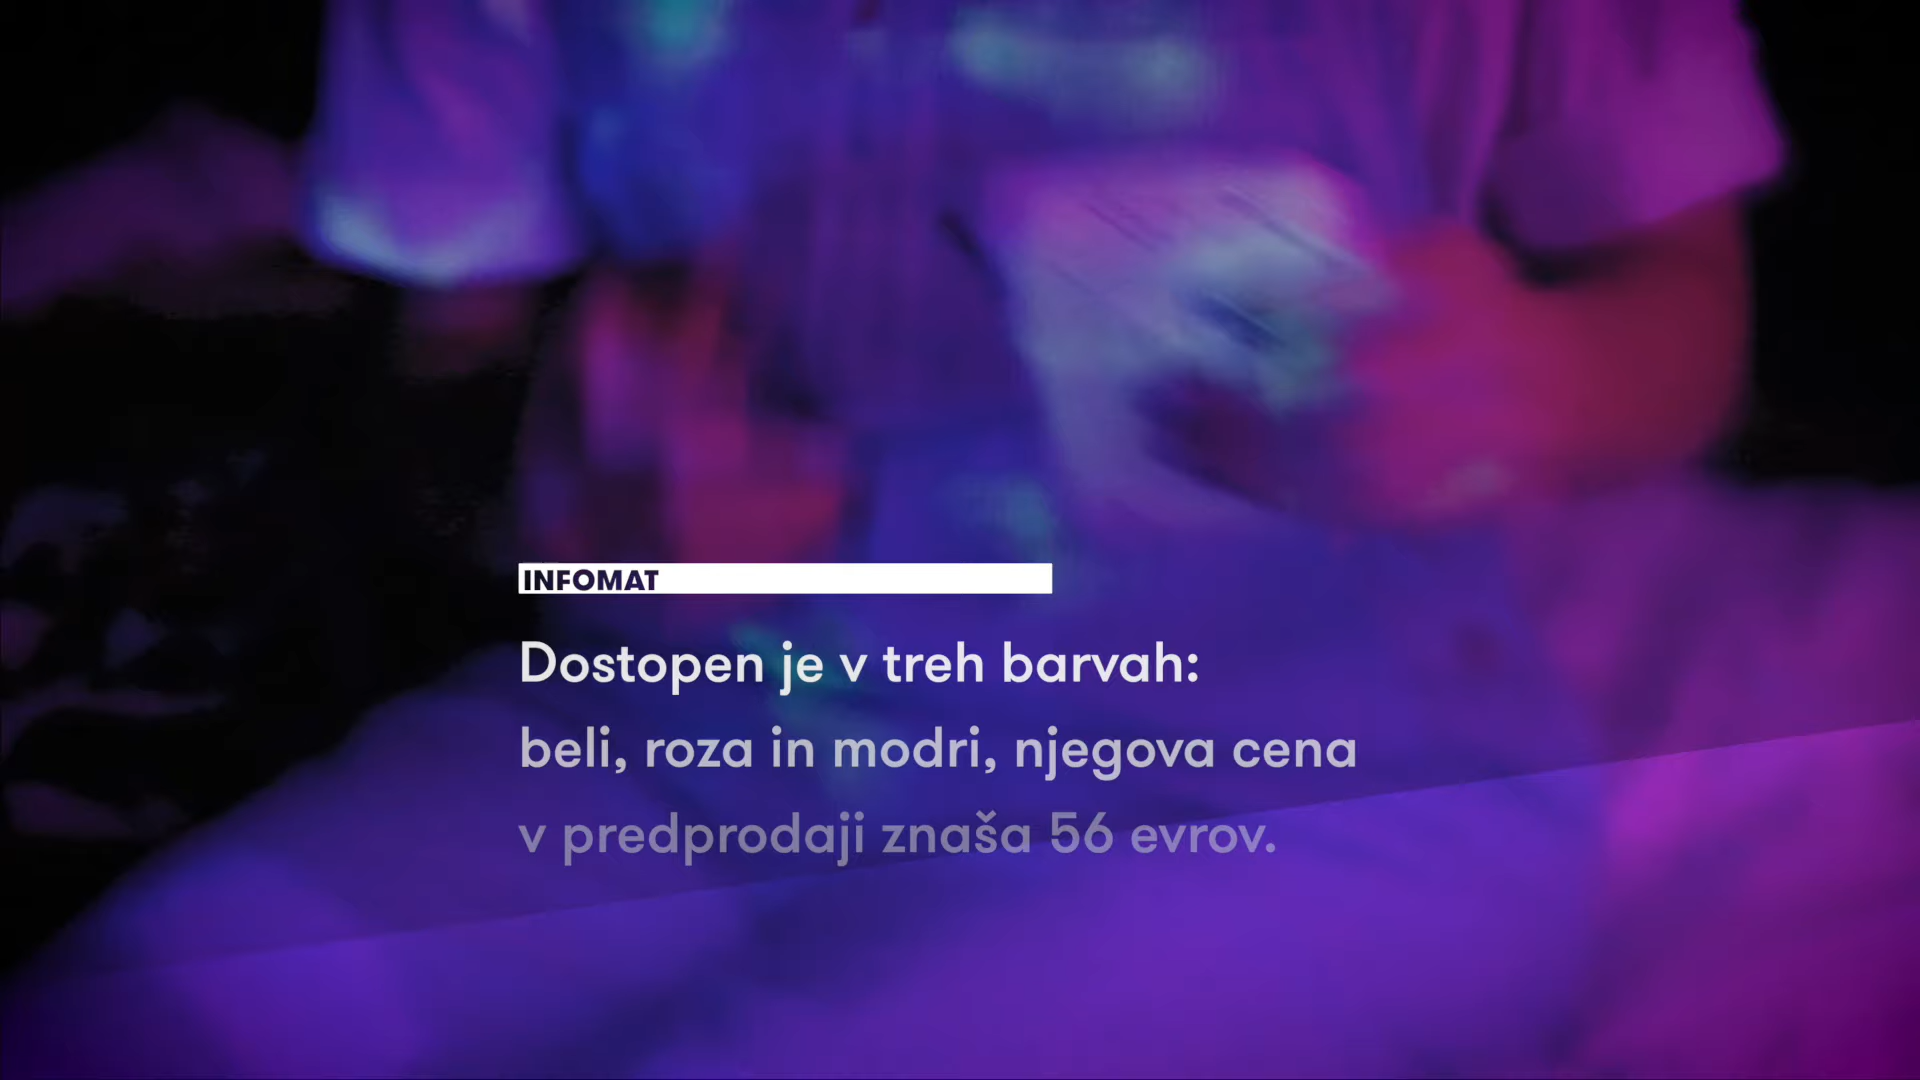 INFOMAT
Dostopen je v treh barvah:
beli, roza in modri, njegova cena
v predprodaji znaša 56 evrov.